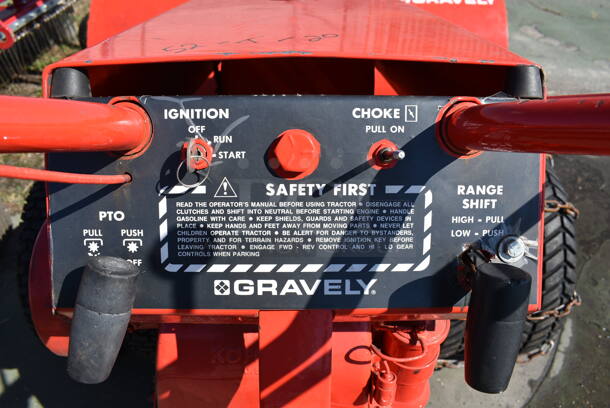 GRAVELY
IGNITION
OFF
RUN
START
CHOKE
PULL ON
SAFETY FIRST
READ THE OPERATOR'S MANUAL BEFORE USING TRACTOR • DISENGAGE ALL
CLUTCHES AND SHIFT INTO NEUTRAL BEFORE STARTING ENGINE • HANDLE
GASOLINE WITH CARE • KEEP SHIELDS, GUARDS AND SAFETY DEVICES IN
PLACE • KEEP HANDS AND FEET AWAY FROM MOVING PARTS • NEVER LET
CHILDREN OPERATE TRACTOR • BE ALERT FOR DANGER TO BYSTANDERS,
PROPERTY AND FOR TERRAIN HAZARDS • REMOVE IGNITION KEY BEFORE
LEAVING TRACTOR • ENGAGE FWD - REV CONTROL AND HI - LO GEAR
CONTROLS WHEN PARKING
PTO
PULL PUSH
OFF
RANGE
SHIFT
HIGH - PULL
LOW - PUSH
GRAVELY